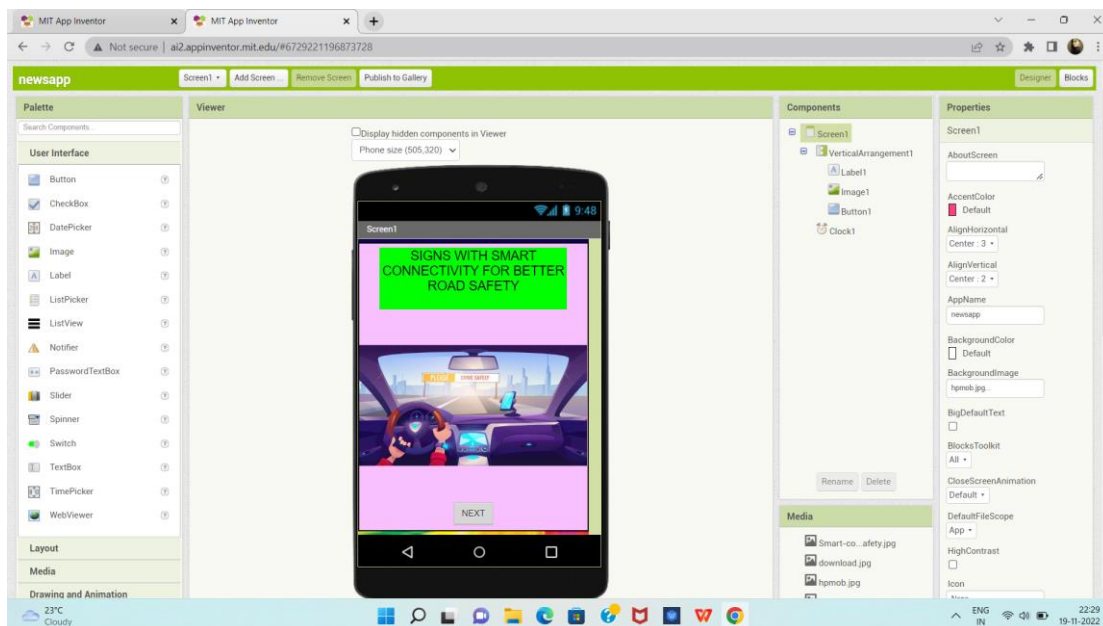 MIT App Inventor
MIT App Inventor
Not secure | ai2.appinventor.mit.edu/#6729221196873728
newsapp
Screen1
Add Screen ...
Remove Screen
Publish to Gallery
Designer
Blocks
Palette
Search Components...
User Interface
Button
CheckBox
DatePicker
Image
Label
ListPicker
ListView
Notifier
PasswordTextBox
Slider
Spinner
Switch
TextBox
TimePicker
WebViewer
Layout
Media
Drawing and Animation
Viewer
Display hidden components in Viewer
Phone size (505,320)
9:48
Screen1
SIGNS WITH SMART
CONNECTIVITY FOR BETTER
ROAD SAFETY
PLEASE
NEXT
Components
Screen1
VerticalArrangement1
Label1
Image1
Button1
Clock1
Rename
Delete
Media
Smart-co...afety.jpg
download.jpg
hpmob.jpg
Properties
Screen1
AboutScreen
AccentColor
Default
AlignHorizontal
Center : 3
AlignVertical
Center : 2
AppName
newsapp
BackgroundColor
Default
BackgroundImage
hpmob.jpg...
BigDefaultText
BlocksToolkit
All
CloseScreenAnimation
Default
DefaultFileScope
App
HighContrast
Icon
23°C
Cloudy
ENG
IN
22:29
19-11-2022